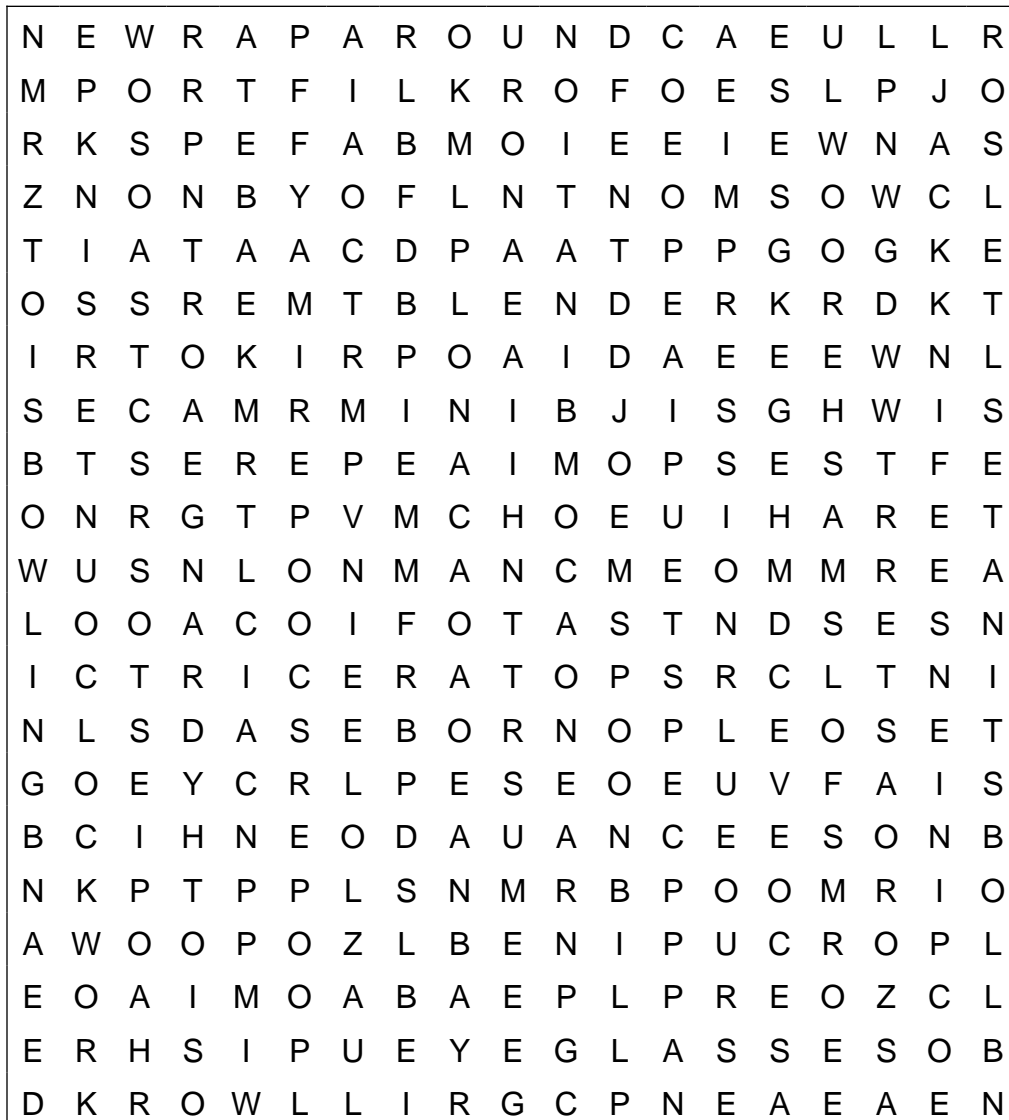 N E W R A P A R O U N D C A E U L L R
M P O R T F I L K R O F O E S L P J O
R K S P E F A B M O I E E I E W N A S
Z N O N B Y O F L N T N O M S O W C L
T I A T A A C D P A A T P P G O G K E
O S S R E M T B L E N D E R K R D K T
I R T O K I R P O A I D A E E E W N L
S E C A M R M I N I B J I S G H W I S
B T S E R E P E A I M O P S E S T F E
O N R G T P V M C H O E U I H A R E T
W U S N L O N M A N C M E O M M R E A
L O O A C O I F O T A S T N D S E S N
I C T R I C E R A T O P S R C L T N I
N L S D A S E B O R N O P L E O S E T
G O E Y C R L P E S E O E U V F A I S
B C I H N E O D A U A N C E E S O N B
N K P T P P L S N M R B P O O M R I O
A W O O P O Z L B E N I P U C R O P L
E O A I M O A B A E P L P R E O Z C L
E R H S I P U E Y E G L A S S E S O B
D K R O W L L I R G C P N E A E A E N